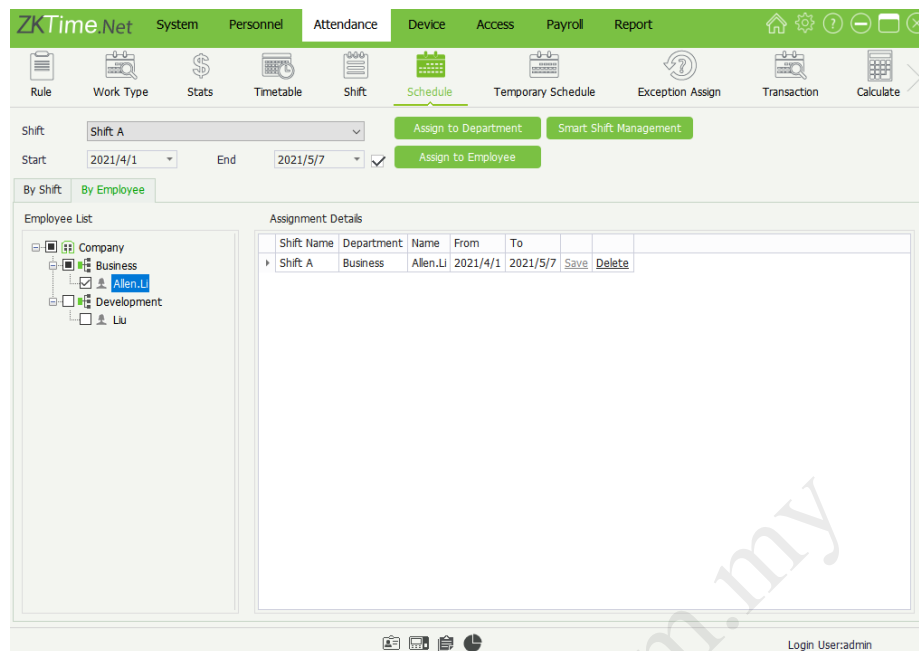 ZKTime.Net System Personnel Attendance Device Access Payroll Report
Rule Work Type Stats Timetable Shift Schedule Temporary Schedule Exception Assign Transaction Calculate
Shift Shift A Assign to Department Smart Shift Management
Start 2021/4/1 End 2021/5/7 Assign to Employee
By Shift By Employee
Employee List Assignment Details
Company
Business
Allen.Li
Development
Liu
Shift Name Department Name From To
Shift A Business Allen.Li 2021/4/1 2021/5/7 Save Delete
m.my
Login User:admin